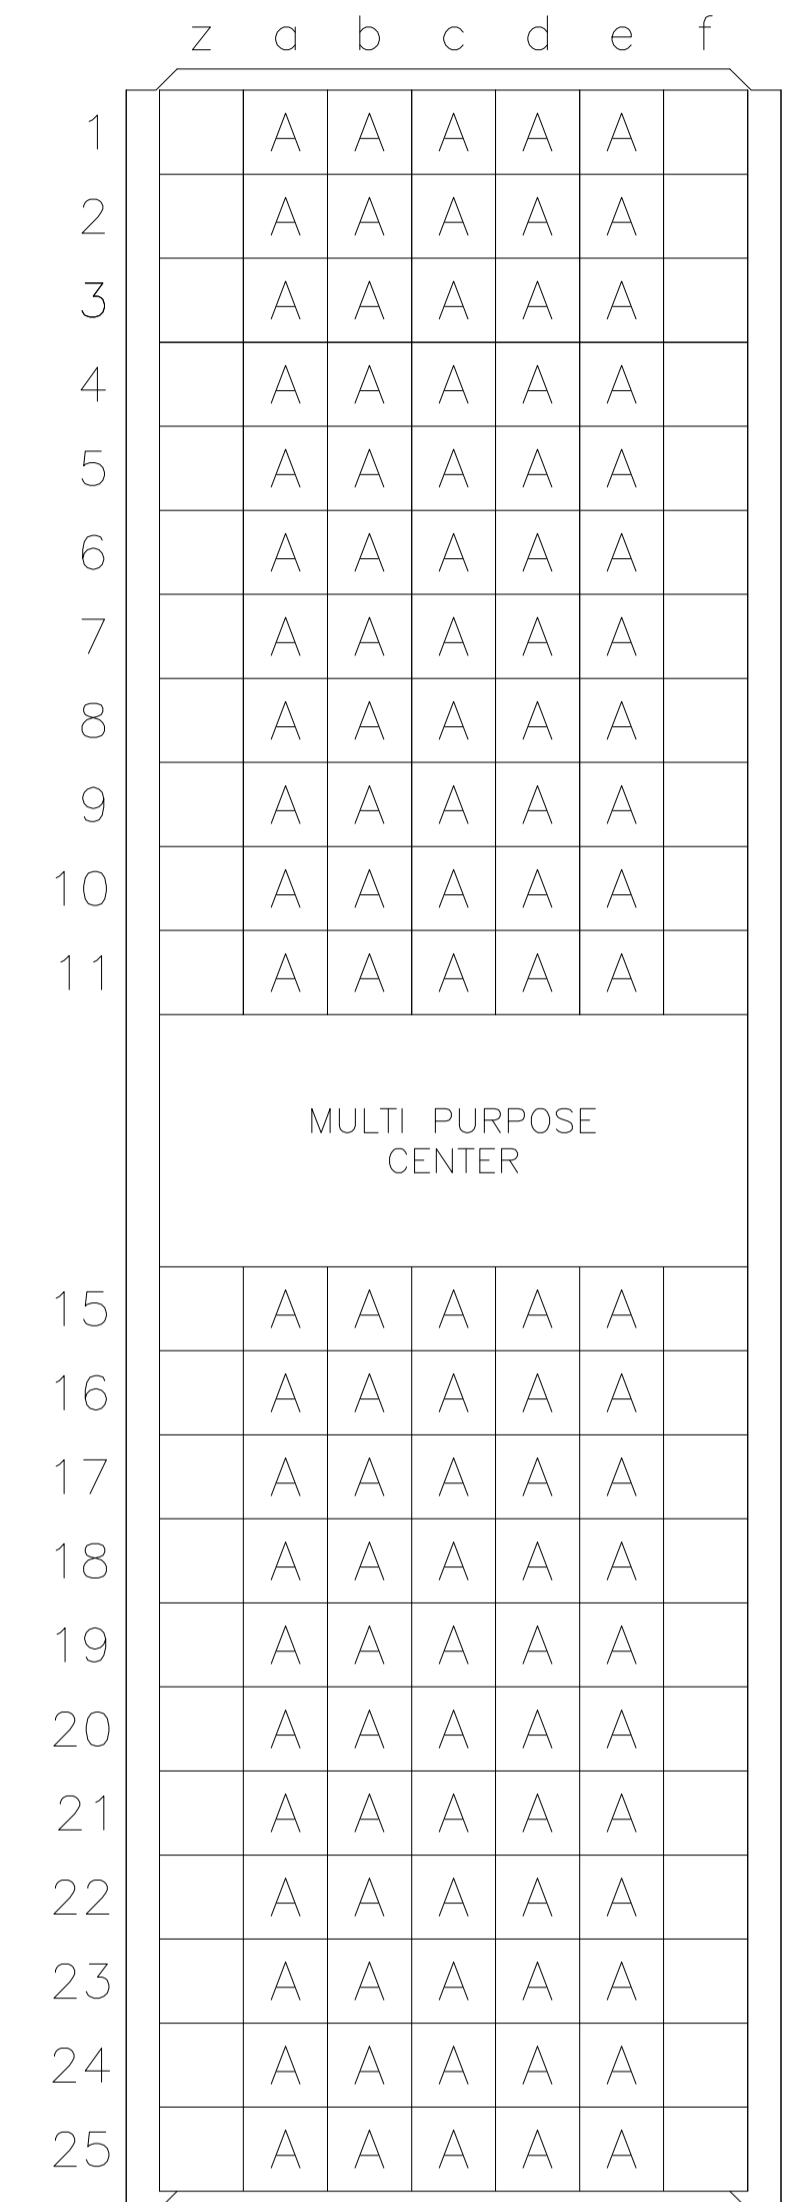 z a b c d e f
1 A A A A A
2 A A A A A
3 A A A A A
4 A A A A A
5 A A A A A
6 A A A A A
7 A A A A A
8 A A A A A
9 A A A A A
10 A A A A A
11 A A A A A
MULTI PURPOSE
CENTER
15 A A A A A
16 A A A A A
17 A A A A A
18 A A A A A
19 A A A A A
20 A A A A A
21 A A A A A
22 A A A A A
23 A A A A A
24 A A A A A
25 A A A A A